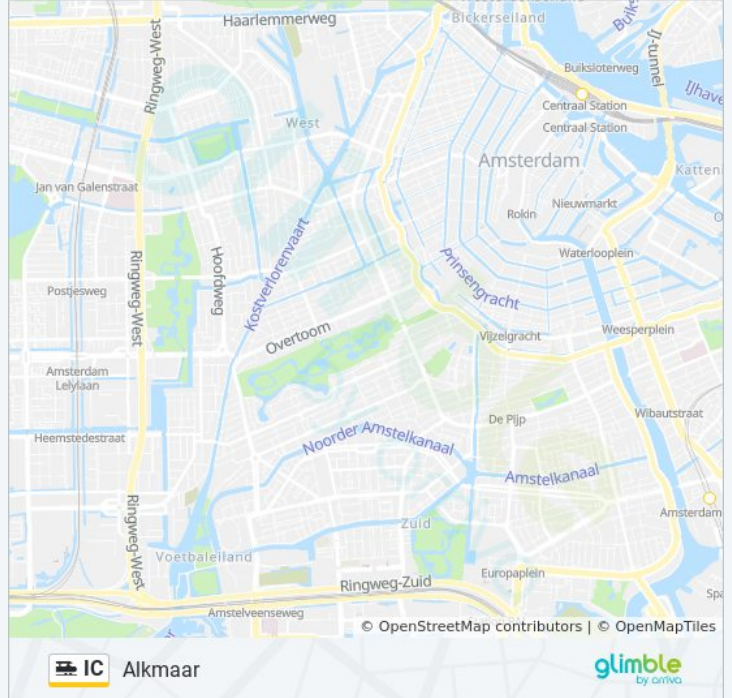 Haarlemmerweg
Bickerseiland
Ringweg-West
IJ-tunnel
Buiksloterweg
Centraal Station
Centraal Station
West
Amsterdam
Jan van Galenstraat
Nieuwmarkt
Rokin
Waterlooplein
Hoofdweg
Kostverlorenvaart
Prinsengracht
Postjesweg
Ringweg-West
Overtoom
Vijzelgracht
Weesperplein
Amsterdam
Lelylaan
De Pijp
Wibautstraat
Heemstedestraat
Noorder Amstelkanaal
Amstelkanaal
Ringweg-West
Amsterdam
Zuid
Voetbaleiland
Europaplein
Ringweg-Zuid
Amstelveenseweg
© OpenStreetMap contributors | © OpenMapTiles
IC Alkmaar
glimble
by arriva